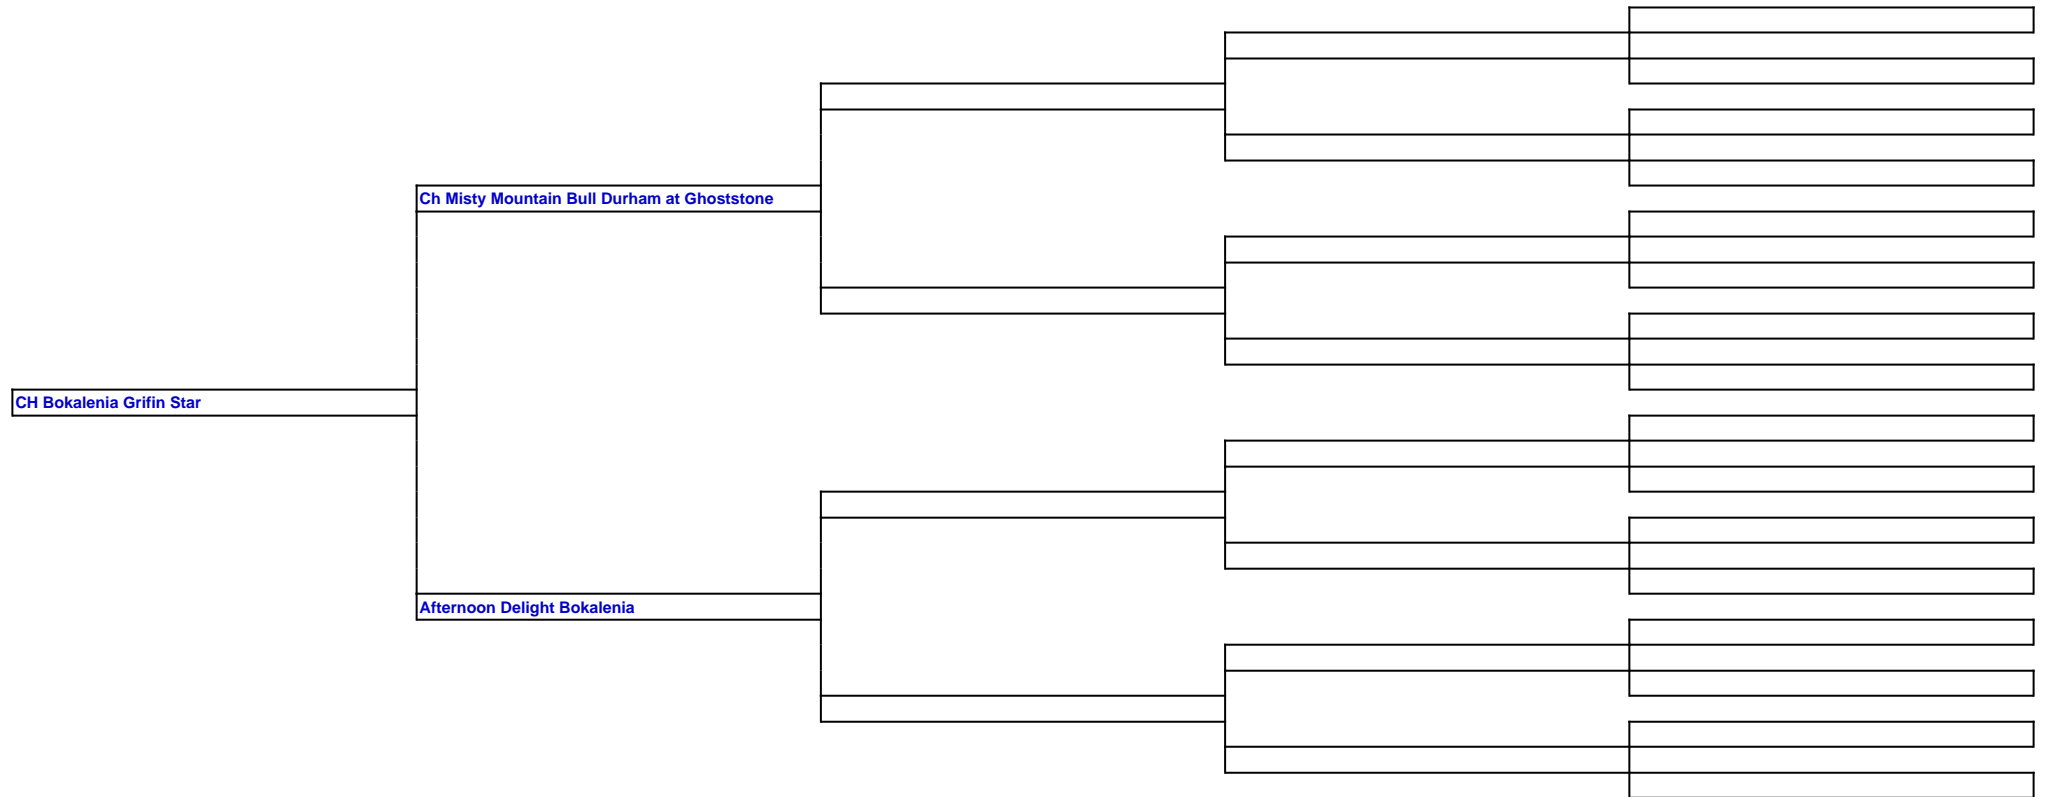 Ch Misty Mountain Bull Durham at Ghoststone
CH Bokalenia Grifin Star
Afternoon Delight Bokalenia